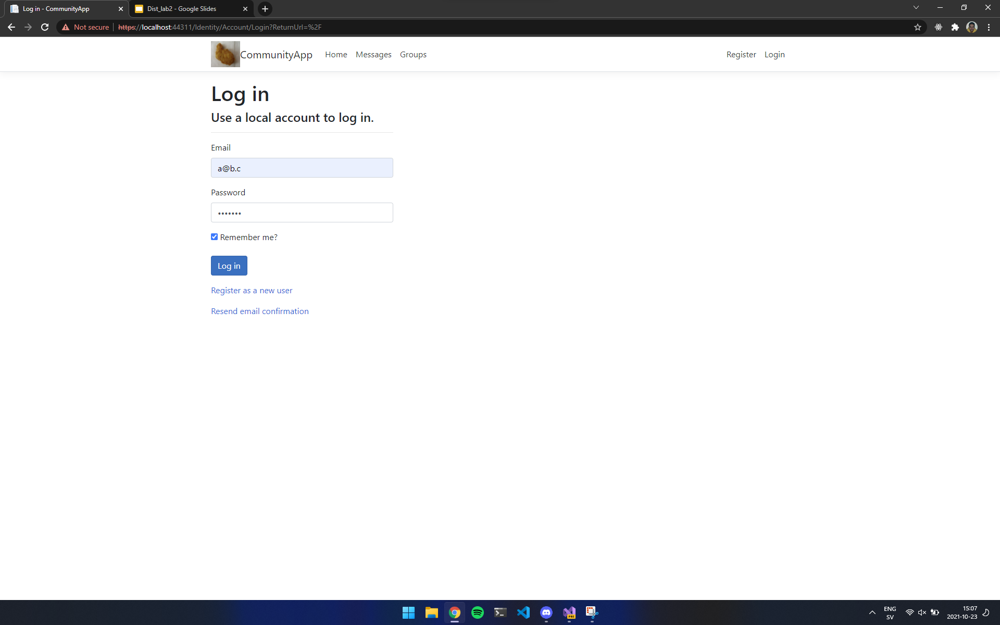 Log in - CommunityApp
Dist_lab2 - Google Slides
Not secure
https://localhost:44311/Identity/Account/Login?ReturnUrl=%2F
CommunityApp Home Messages Groups Register Login
Log in
Use a local account to log in.
Email
a@b.c
Password
•••••••
Remember me?
Log in
Register as a new user
Resend email confirmation
PRE
ENG
SV
15:07
2021-10-23